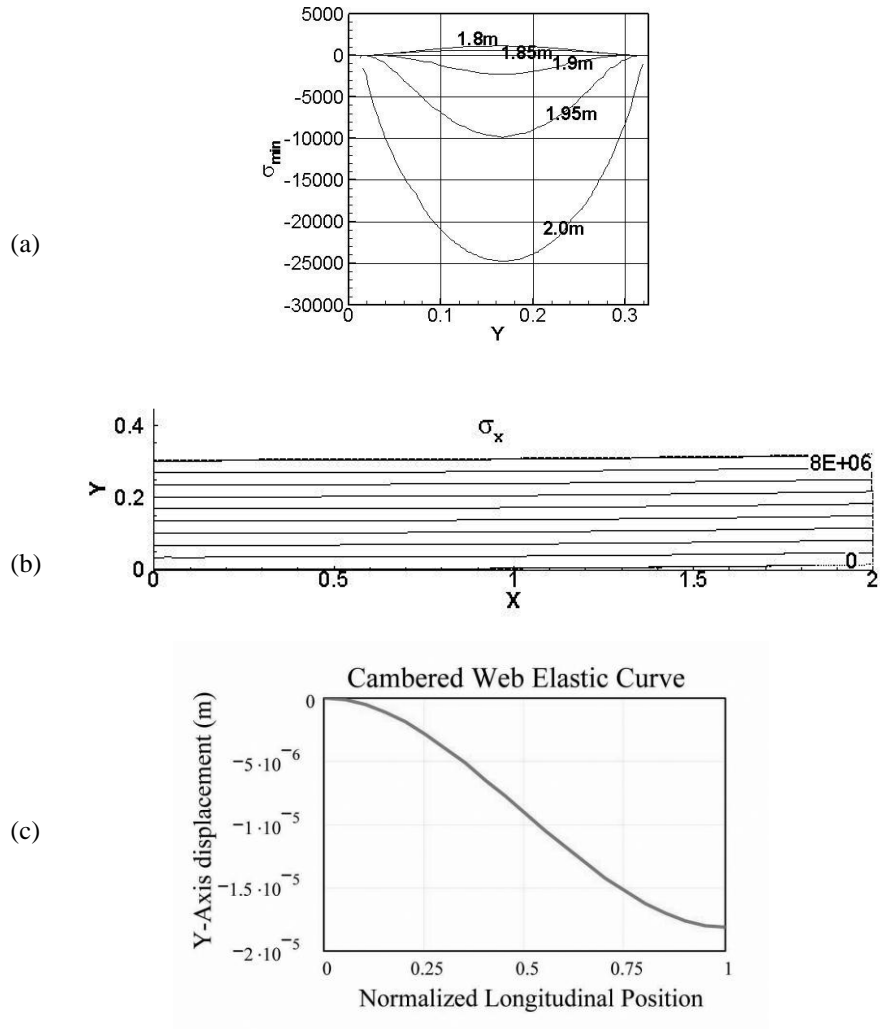 (a)
5000
0
-5000
-10000
-15000
-20000
-25000
-30000
σmin
1.8m
1.85m
1.9m
1.95m
2.0m
0 0.1 0.2 0.3
Y
(b)
σx
0.4
0.2
0
Y
8E+06
0
0 0.5 1 1.5 2
X
(c)
Cambered Web Elastic Curve
Y-Axis displacement (m)
0
−5·10⁻⁶
−1·10⁻⁵
−1.5·10⁻⁵
−2·10⁻⁵
0 0.25 0.5 0.75 1
Normalized Longitudinal Position